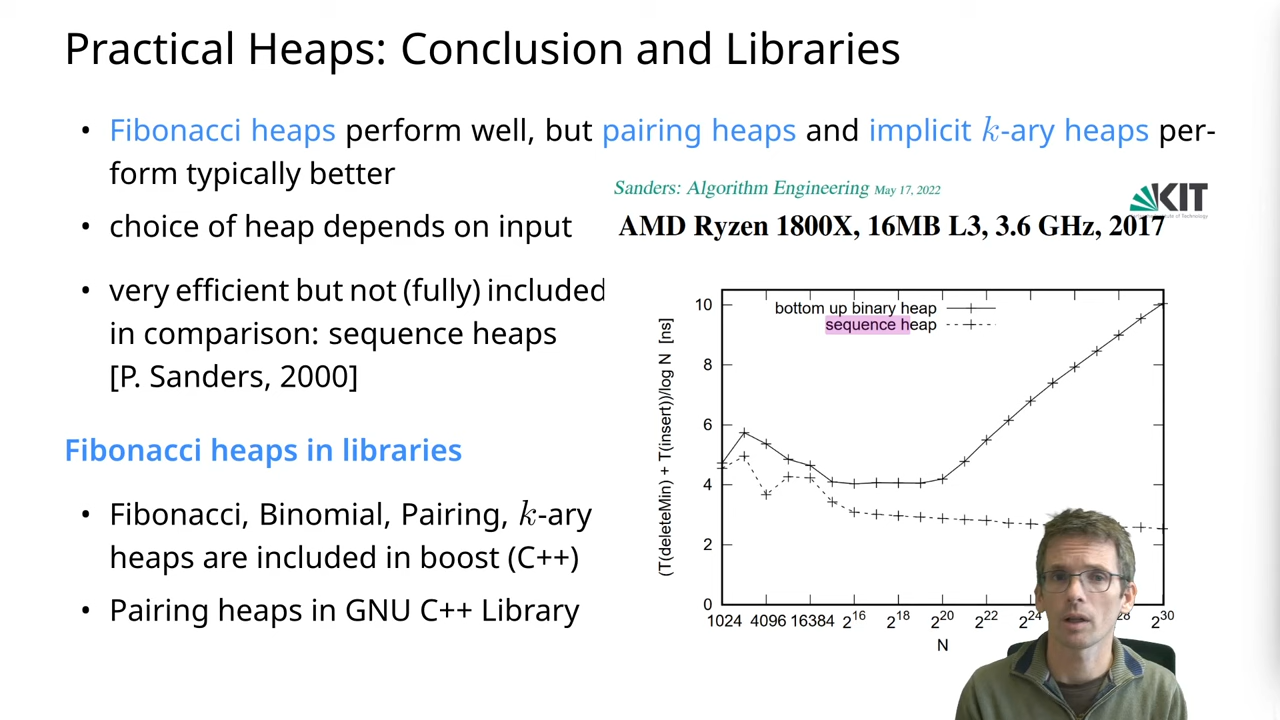 Practical Heaps: Conclusion and Libraries
• Fibonacci heaps perform well, but pairing heaps and implicit k-ary heaps per-
form typically better
Sanders: Algorithm Engineering May 17, 2022
KIT
• choice of heap depends on input
AMD Ryzen 1800X, 16MB L3, 3.6 GHz, 2017
• very efficient but not (fully) included
in comparison: sequence heaps
[P. Sanders, 2000]
Fibonacci heaps in libraries
• Fibonacci, Binomial, Pairing, k-ary
heaps are included in boost (C++)
• Pairing heaps in GNU C++ Library
bottom up binary heap
sequence heap
(T(deleteMin) + T(insert))/log N [ns]
10
8
6
4
2
0
1024 4096 16384 2^16 2^18 2^20 2^22 2^24 28 2^30
N